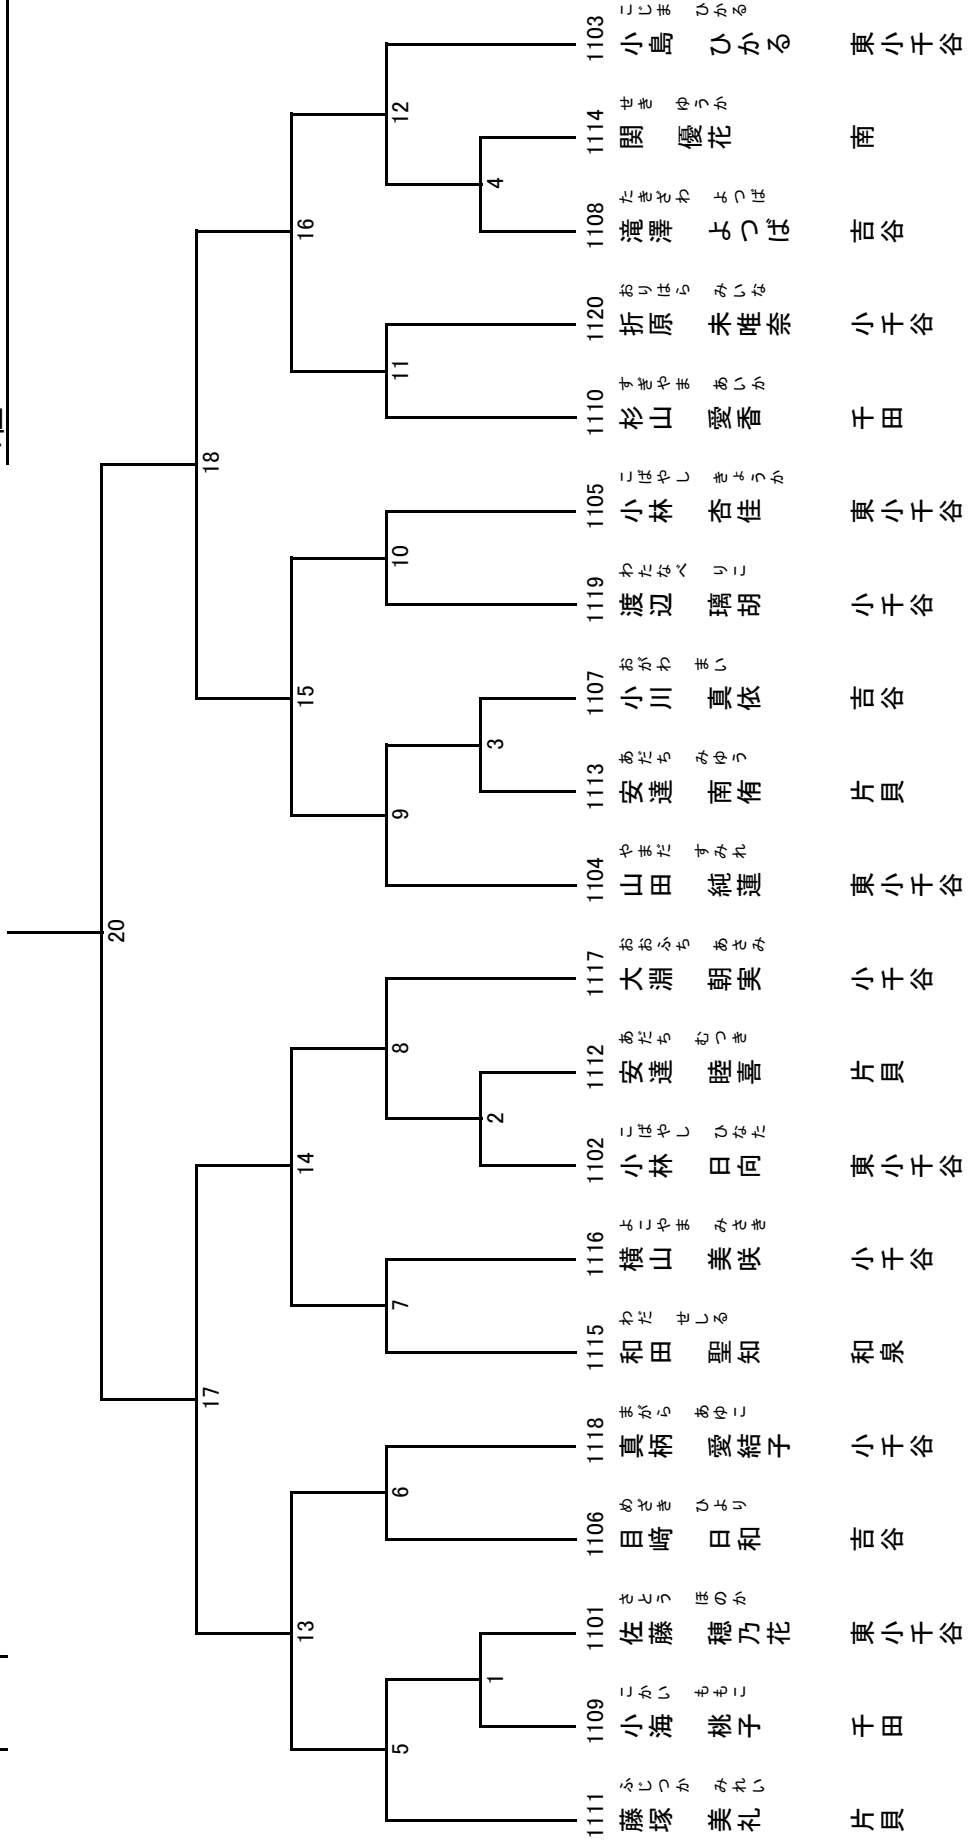 20
17
18
13
14
15
16
5
6
7
8
9
10
11
12
1
2
3
4
1111 藤塚 美礼 ふじつか みれい 片貝
1109 小海 桃子 こかい ももこ 千田
1101 佐藤 穂乃花 さとう ほのか 東小千谷
1106 目﨑 日和 めざき ひより 吉谷
1118 真柄 愛結子 まがら あゆこ 小千谷
1115 和田 聖知 わだ せしる 和泉
1116 横山 美咲 よこやま みさき 小千谷
1102 小林 日向 こばやし ひなた 東小千谷
1112 安達 睦喜 あだち むつき 片貝
1117 大淵 朝実 おおふち あさみ 小千谷
1104 山田 純蓮 やまだ すみれ 東小千谷
1113 安達 南侑 あだち みゆう 片貝
1107 小川 真依 おがわ まい 吉谷
1119 渡辺 璃胡 わたなべ りこ 小千谷
1105 小林 杏佳 こばやし きょうか 東小千谷
1110 杉山 愛香 すぎやま あいか 千田
1120 折原 未唯奈 おりはら みいな 小千谷
1108 滝澤 よつば たきざわ よつば 吉谷
1114 関 優花 せき ゆうか 南
1103 小島 ひかる こじま ひかる 東小千谷